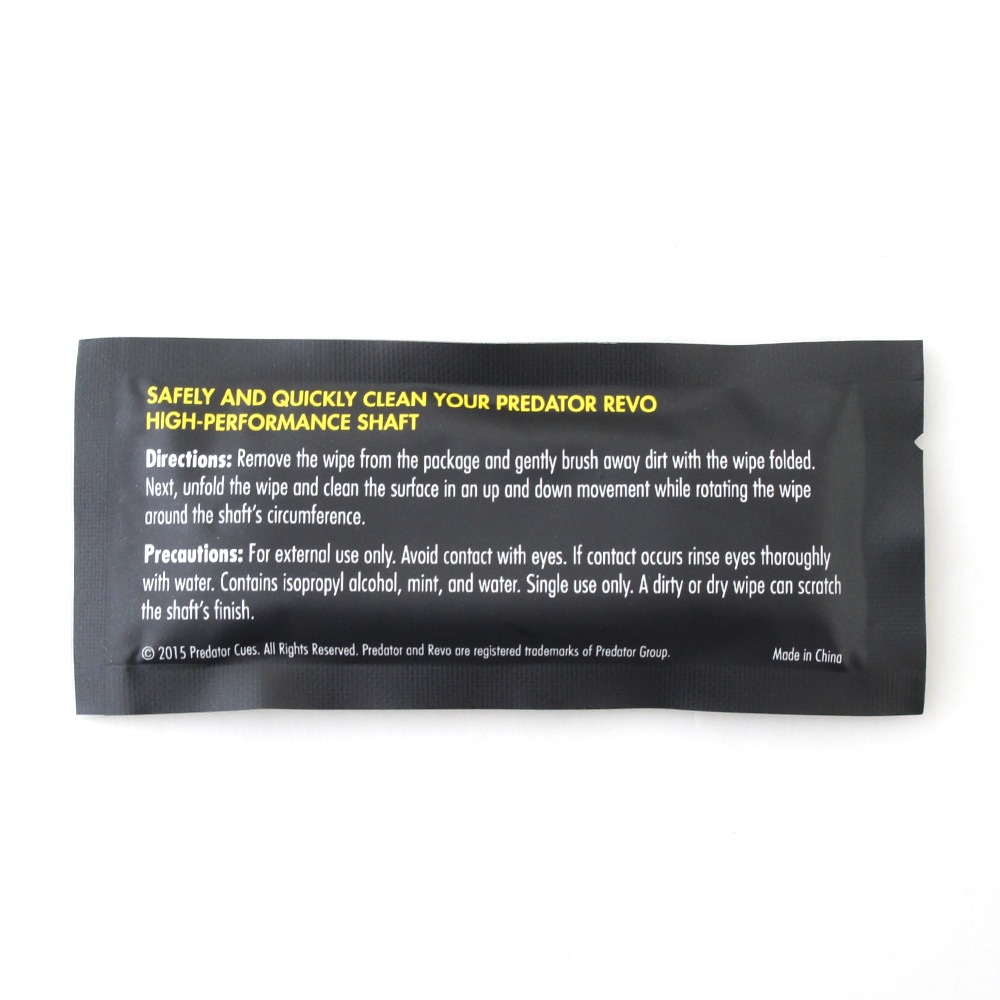 SAFELY AND QUICKLY CLEAN YOUR PREDATOR REVO
HIGH-PERFORMANCE SHAFT
Directions: Remove the wipe from the package and gently brush away dirt with the wipe folded.
Next, unfold the wipe and clean the surface in an up and down movement while rotating the wipe
around the shaft's circumference.
Precautions: For external use only. Avoid contact with eyes. If contact occurs rinse eyes thoroughly
with water. Contains isopropyl alcohol, mint, and water. Single use only. A dirty or dry wipe can scratch
the shaft's finish.
© 2015 Predator Cues. All Rights Reserved. Predator and Revo are registered trademarks of Predator Group. Made in China